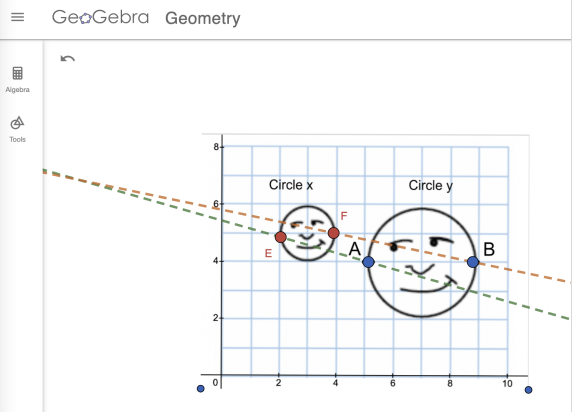 GeoGebra Geometry
Algebra
Tools
8
Circle x
Circle y
6
F
E
A
B
4
2
0
2
4
6
8
10